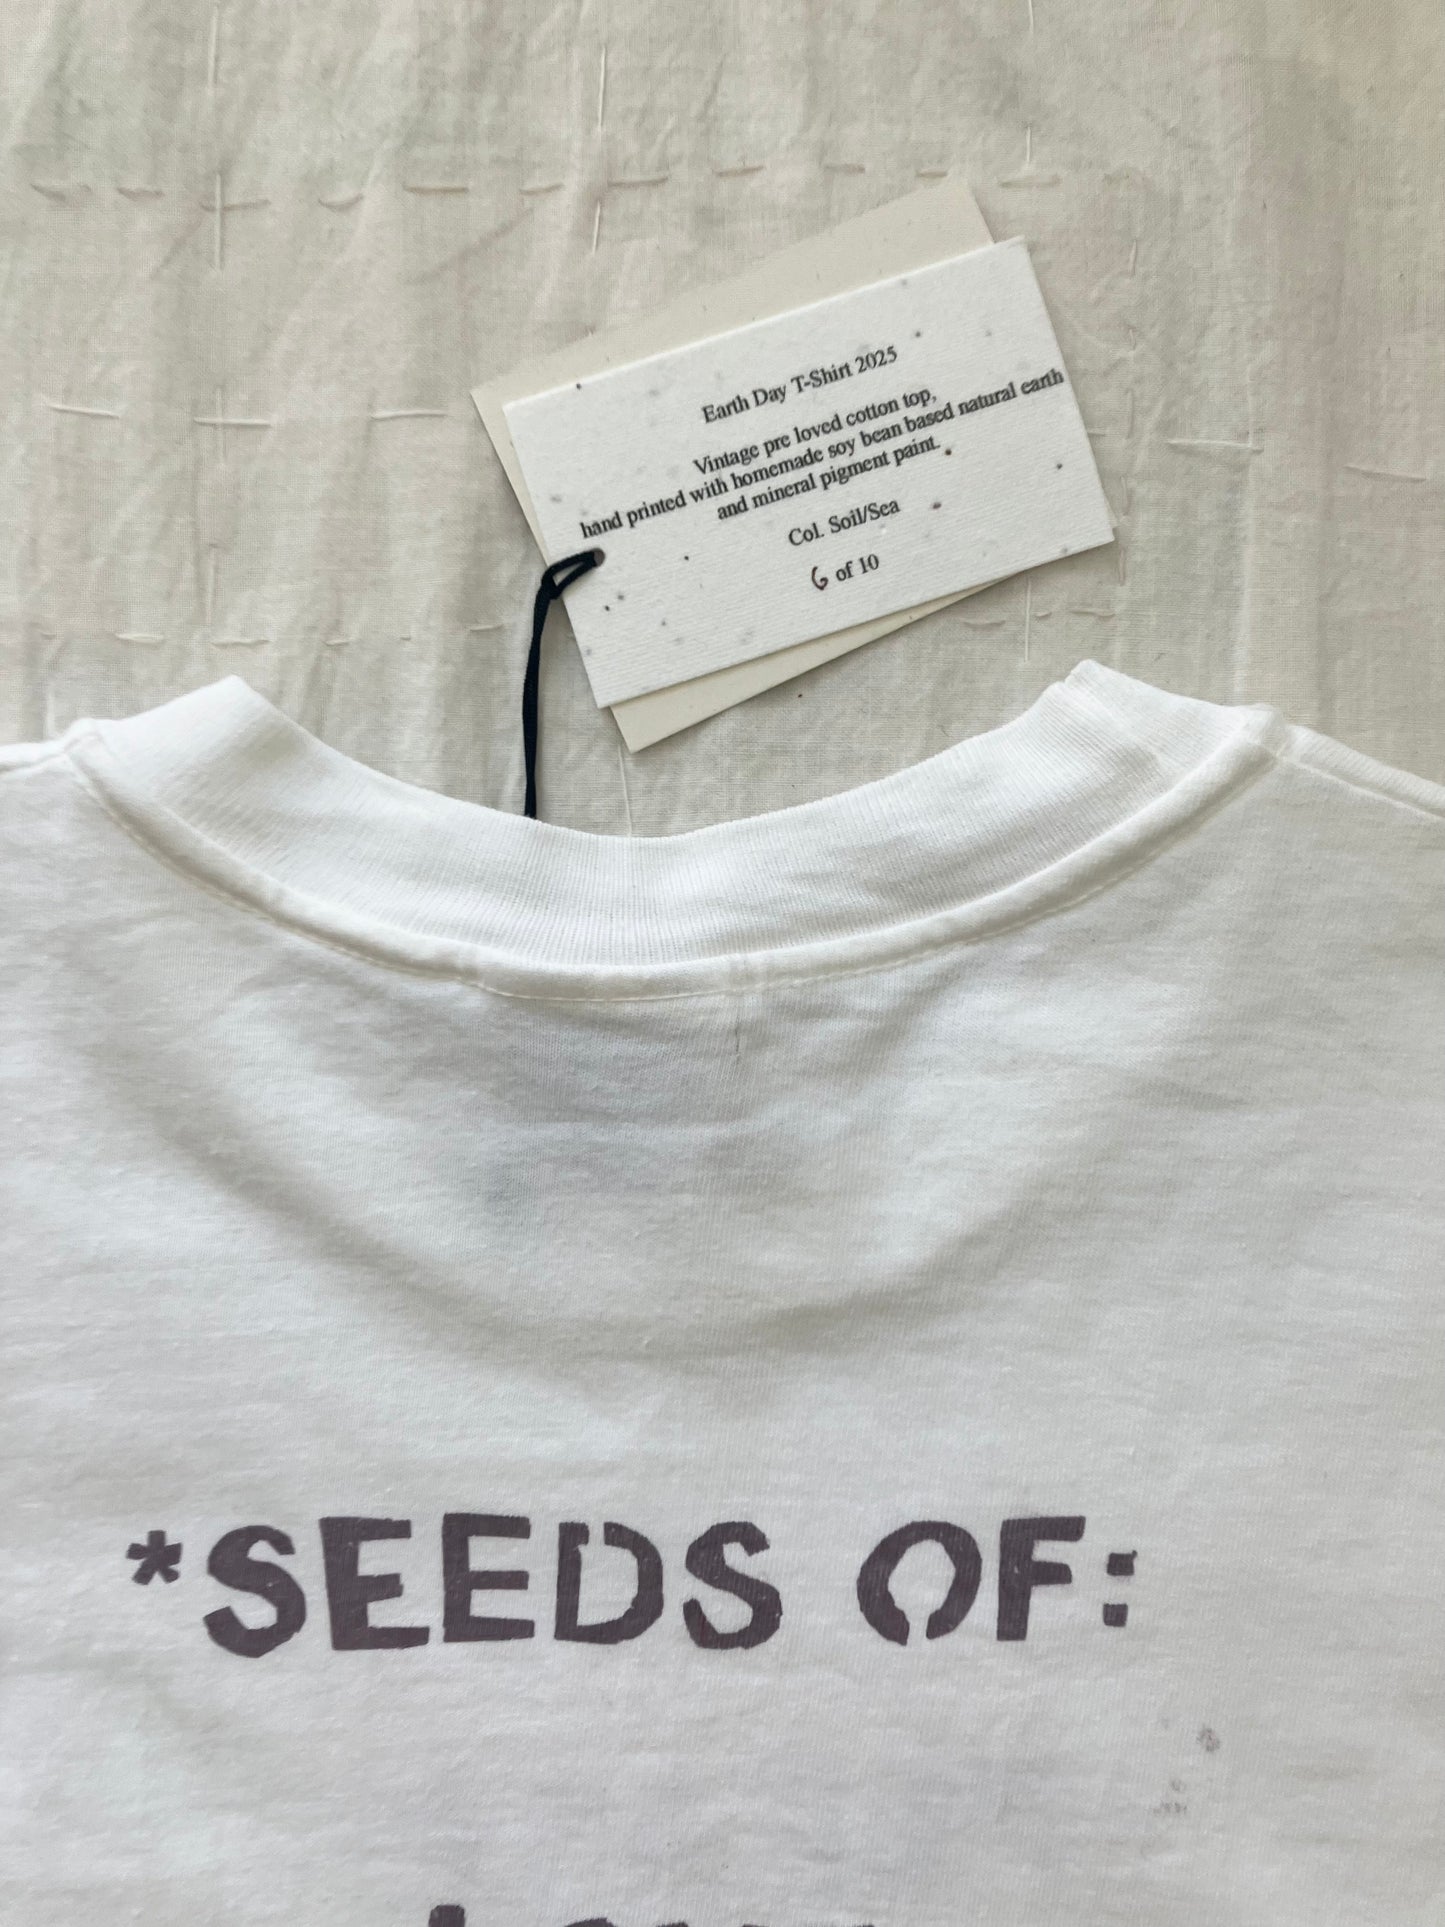 Earth Day T-Shirt 2025
Vintage pre loved cotton top,
hand printed with homemade soy bean based natural earth
and mineral pigment paint.
Col. Soil/Sea
6 of 10
*SEEDS OF: